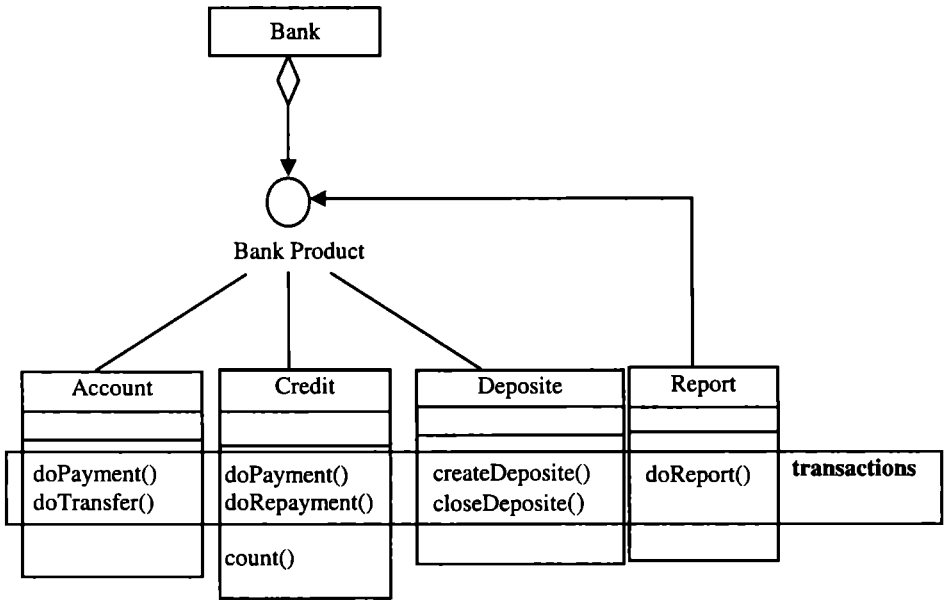 Bank
Bank Product
Account
doPayment()
doTransfer()
Credit
doPayment()
doRepayment()
count()
Deposite
createDeposite()
closeDeposite()
Report
doReport()
transactions